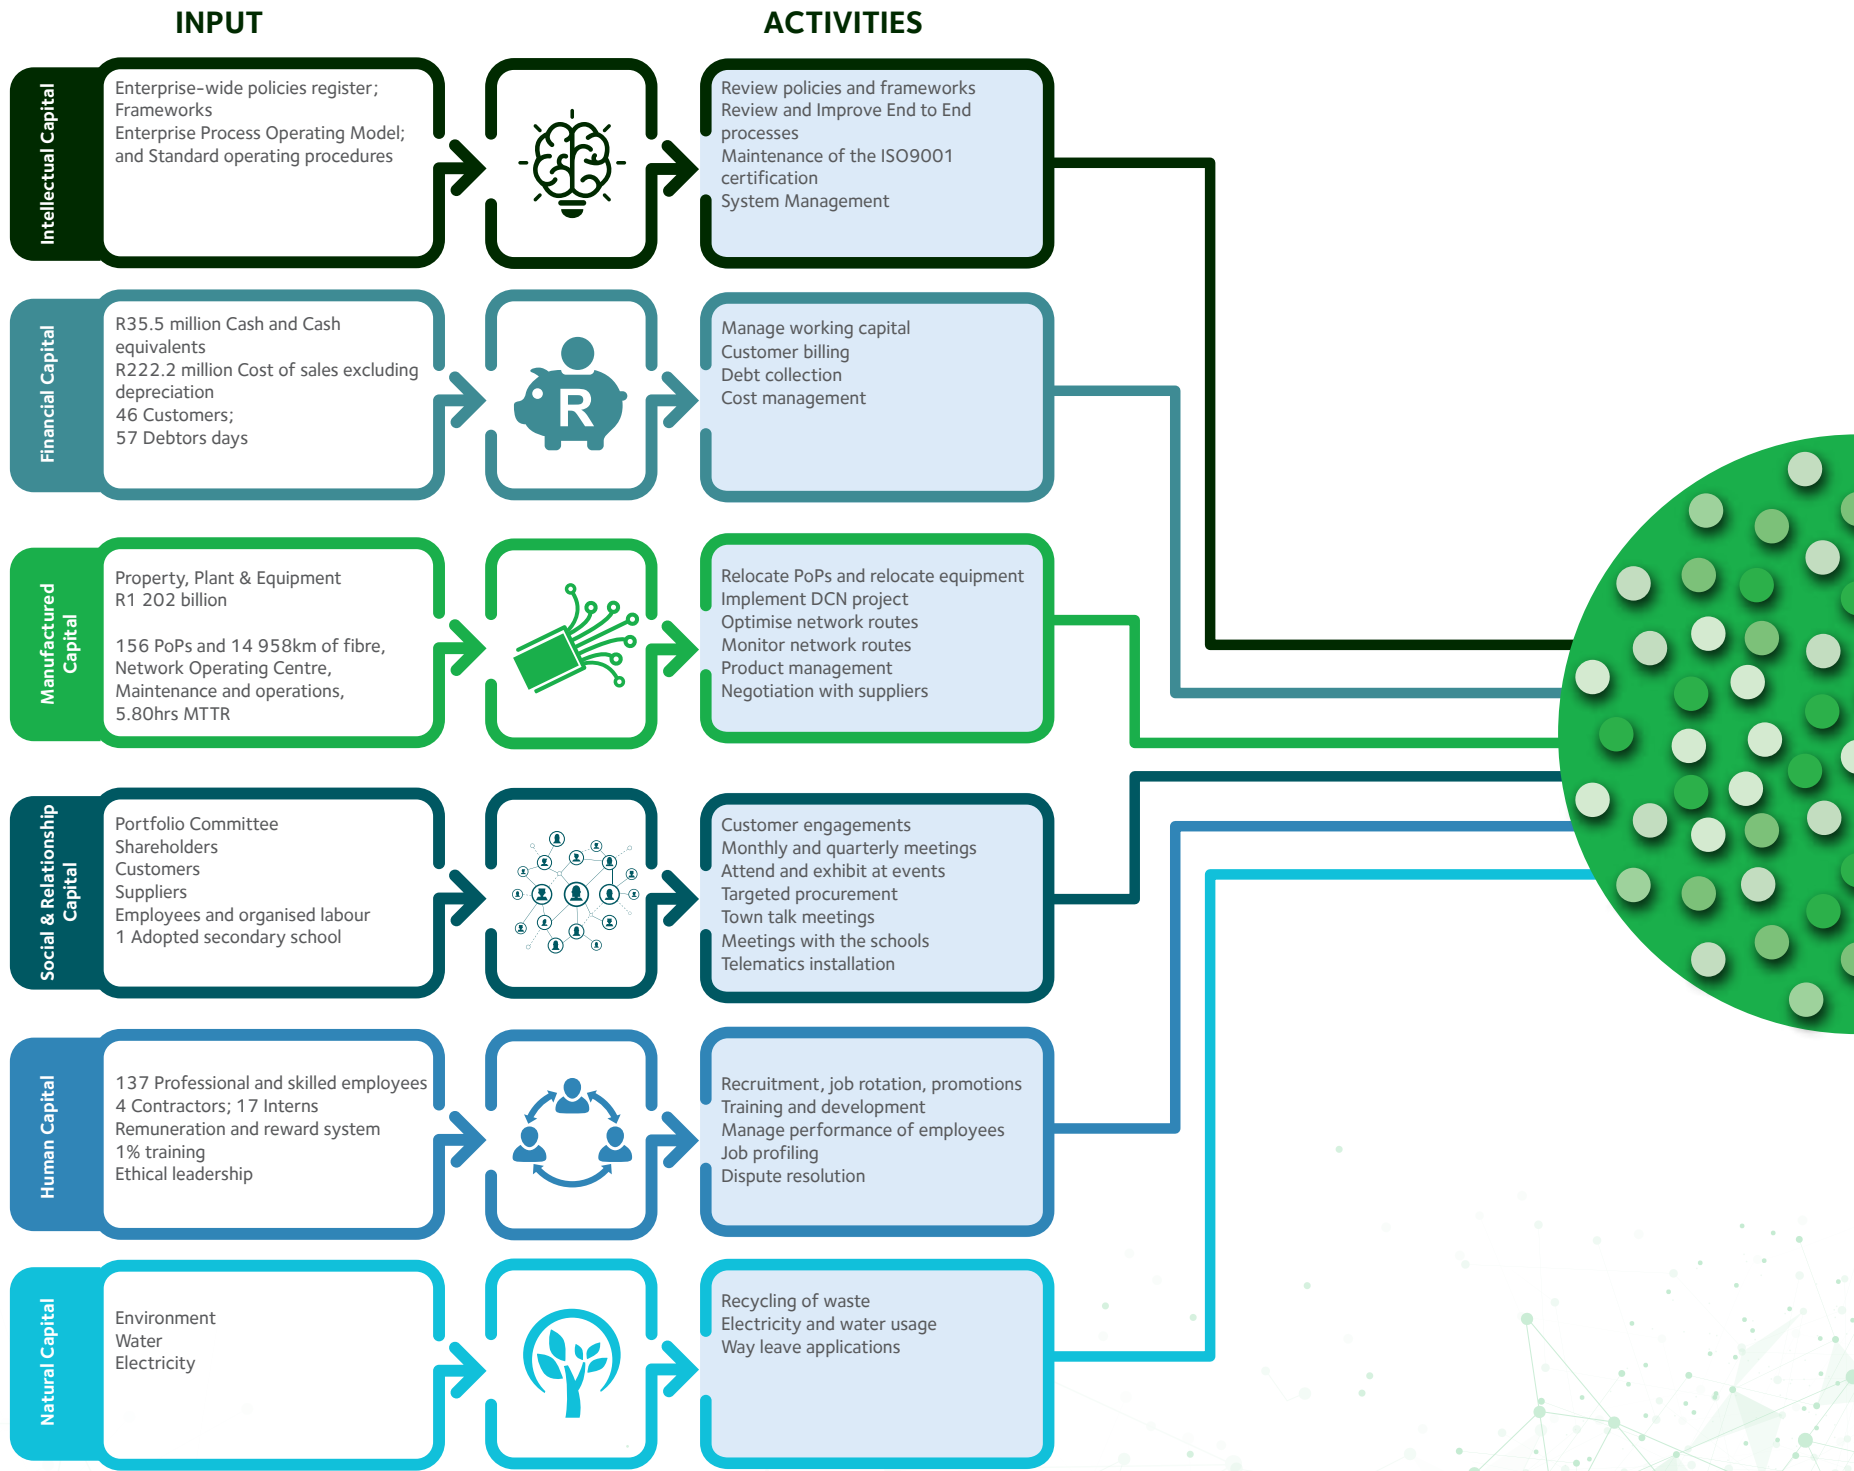 INPUT
ACTIVITIES
Intellectual Capital
Enterprise-wide policies register;
Frameworks
Enterprise Process Operating Model;
and Standard operating procedures
Review policies and frameworks
Review and Improve End to End
processes
Maintenance of the ISO9001
certification
System Management
Financial Capital
R35.5 million Cash and Cash
equivalents
R222.2 million Cost of sales excluding
depreciation
46 Customers;
57 Debtors days
R
Manage working capital
Customer billing
Debt collection
Cost management
Manufactured
Capital
Property, Plant & Equipment
R1 202 billion
156 PoPs and 14 958km of fibre,
Network Operating Centre,
Maintenance and operations,
5.80hrs MTTR
Relocate PoPs and relocate equipment
Implement DCN project
Optimise network routes
Monitor network routes
Product management
Negotiation with suppliers
Social & Relationship
Capital
Portfolio Committee
Shareholders
Customers
Suppliers
Employees and organised labour
1 Adopted secondary school
Customer engagements
Monthly and quarterly meetings
Attend and exhibit at events
Targeted procurement
Town talk meetings
Meetings with the schools
Telematics installation
Human Capital
137 Professional and skilled employees
4 Contractors; 17 Interns
Remuneration and reward system
1% training
Ethical leadership
Recruitment, job rotation, promotions
Training and development
Manage performance of employees
Job profiling
Dispute resolution
Natural Capital
Environment
Water
Electricity
Recycling of waste
Electricity and water usage
Way leave applications